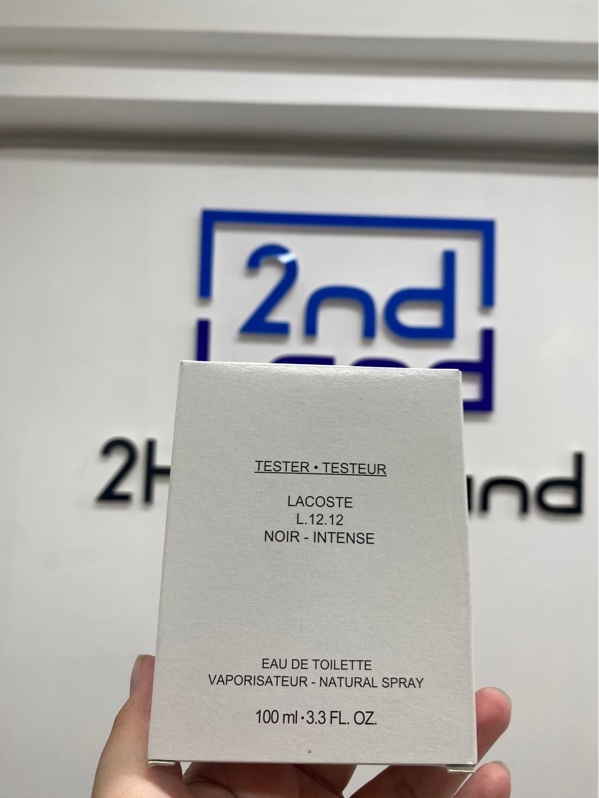 2nd
TESTER • TESTEUR
LACOSTE
L.12.12
NOIR - INTENSE
EAU DE TOILETTE
VAPORISATEUR - NATURAL SPRAY
100 ml • 3.3 FL. OZ.